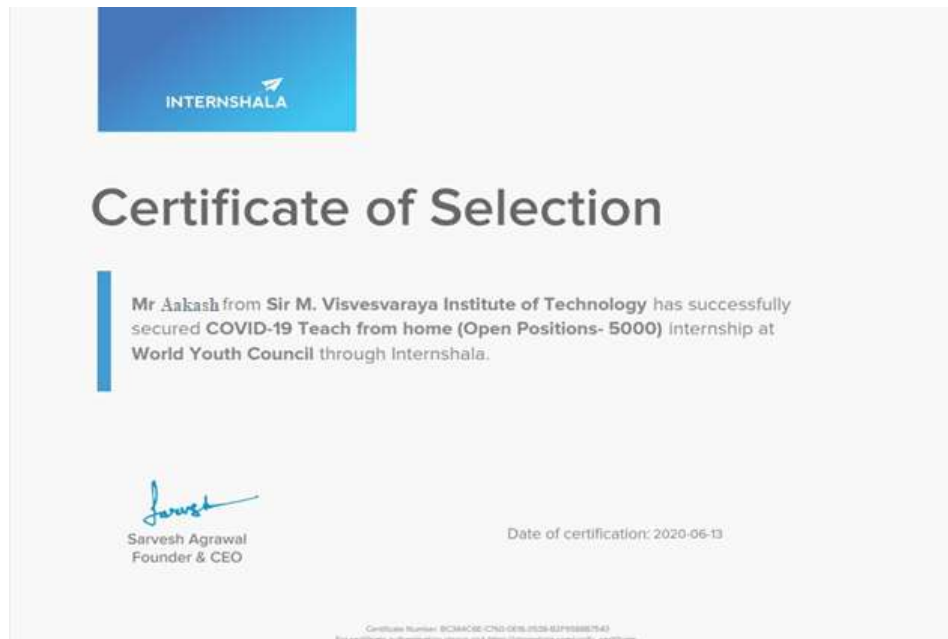 INTERNSHALA
Certificate of Selection
Mr Aakash from Sir M. Visvesvaraya Institute of Technology has successfully
secured COVID-19 Teach from home (Open Positions- 5000) internship at
World Youth Council through Internshala.
Sarvesh Agrawal
Founder & CEO
Date of certification: 2020-06-13
Certificate Number: